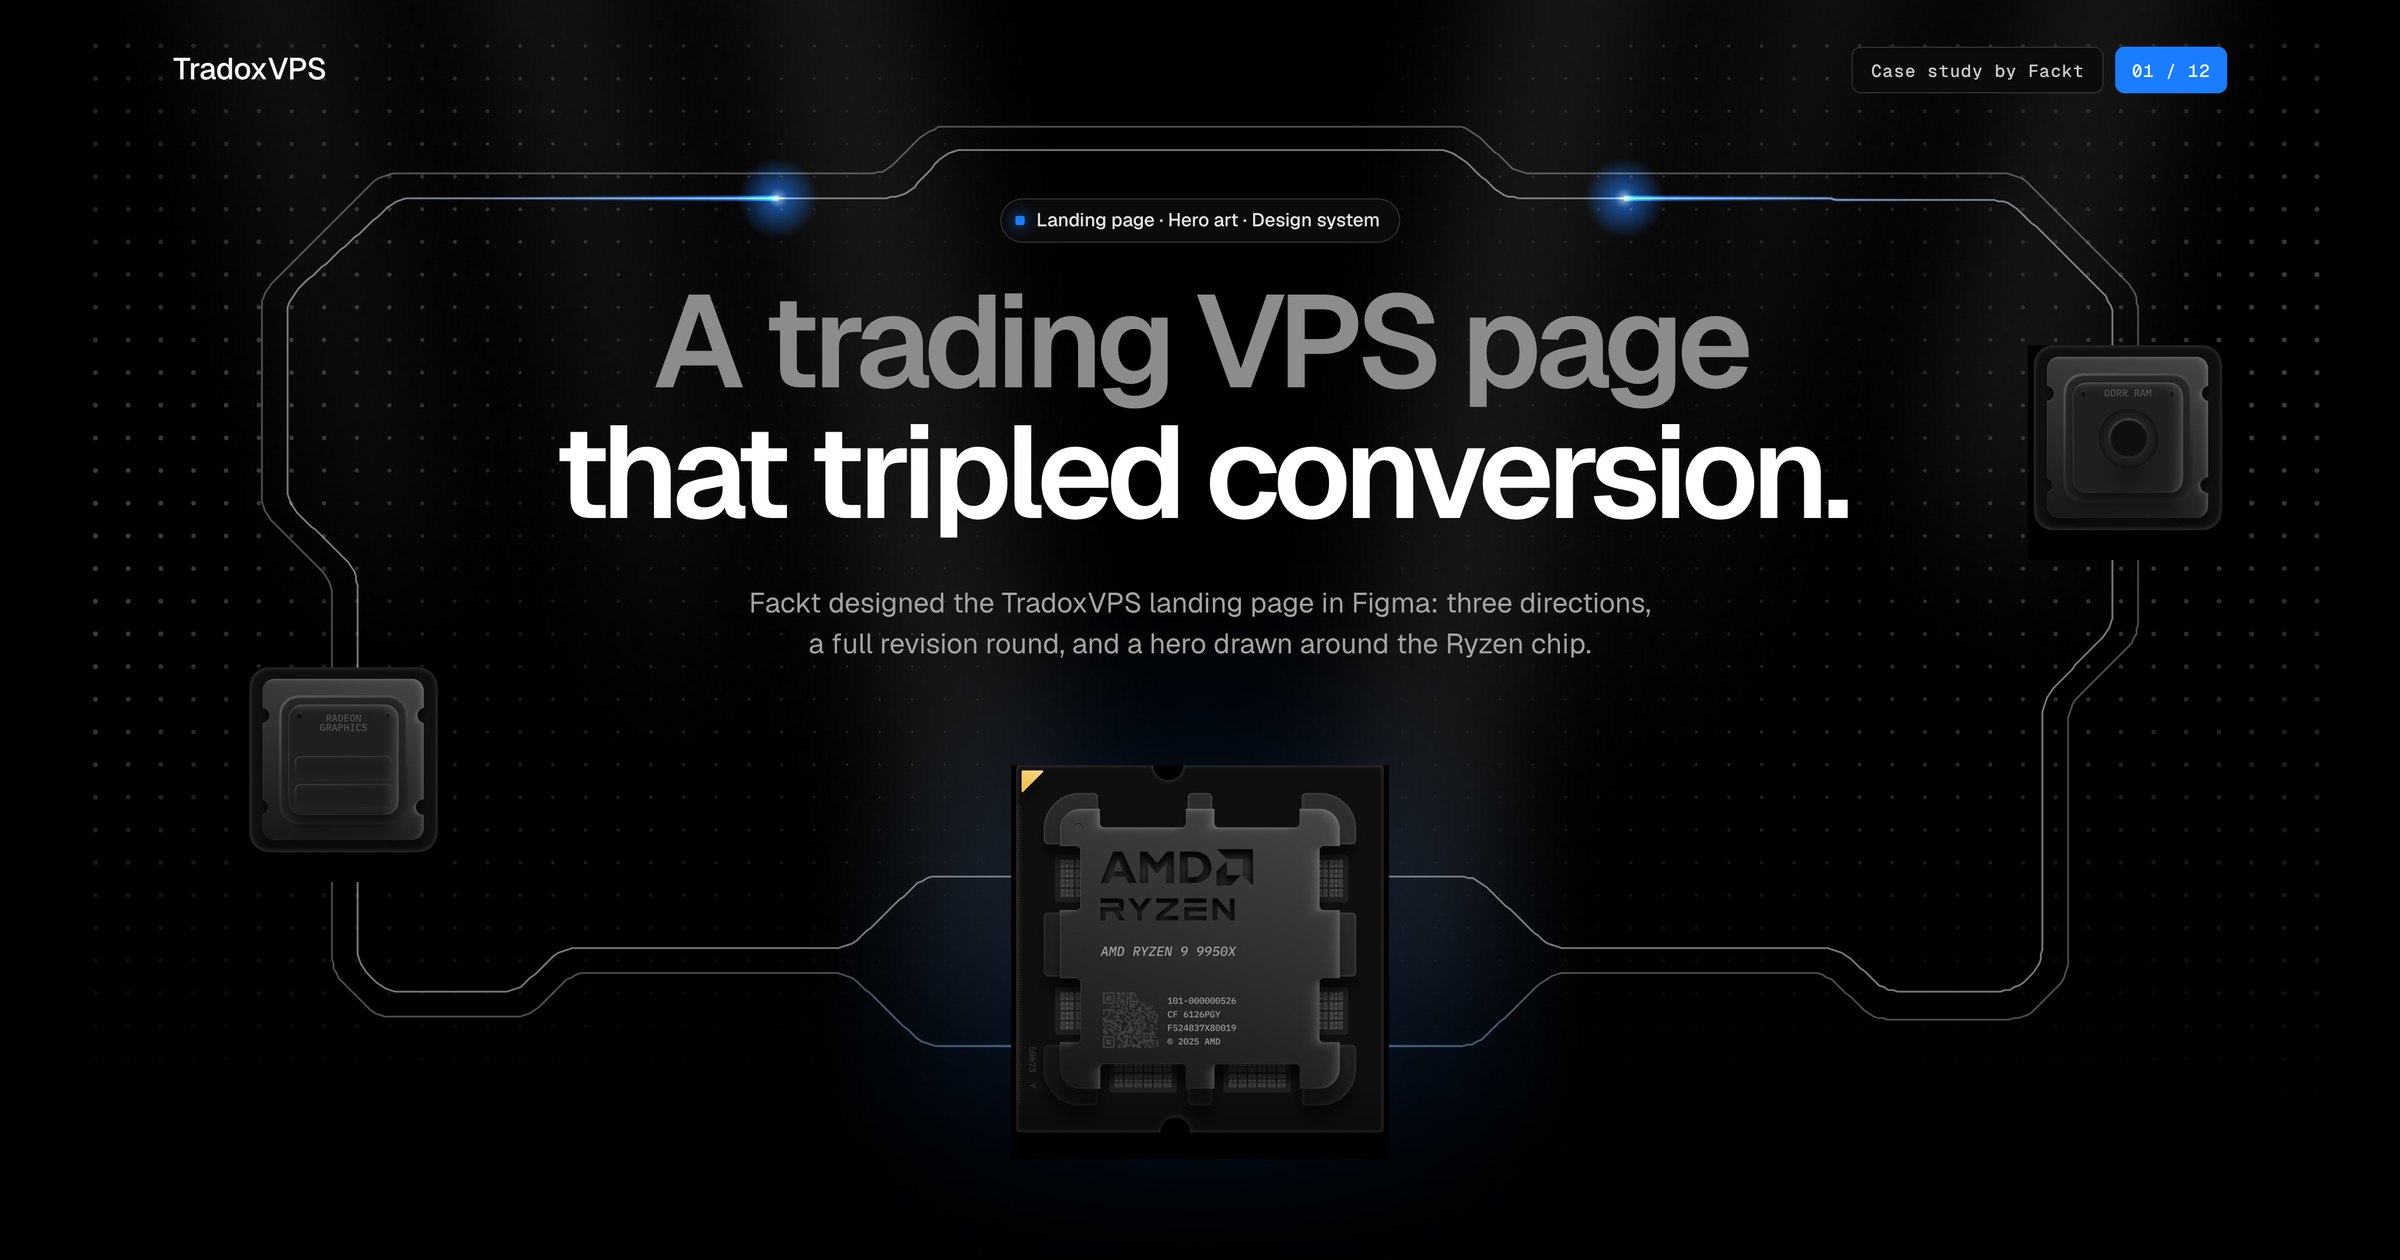 TradoxVPS
Case study by Fackt
01 / 12
Landing page · Hero art · Design system
A trading VPS page
that tripled conversion.
Fackt designed the TradoxVPS landing page in Figma: three directions,
a full revision round, and a hero drawn around the Ryzen chip.
DDRR RAM
RADEON
GRAPHICS
AMD
RYZEN
AMD RYZEN 9 9950X
101-000000526
CF 6126PGY
F524837X80019
© 2025 AMD
50673 Y